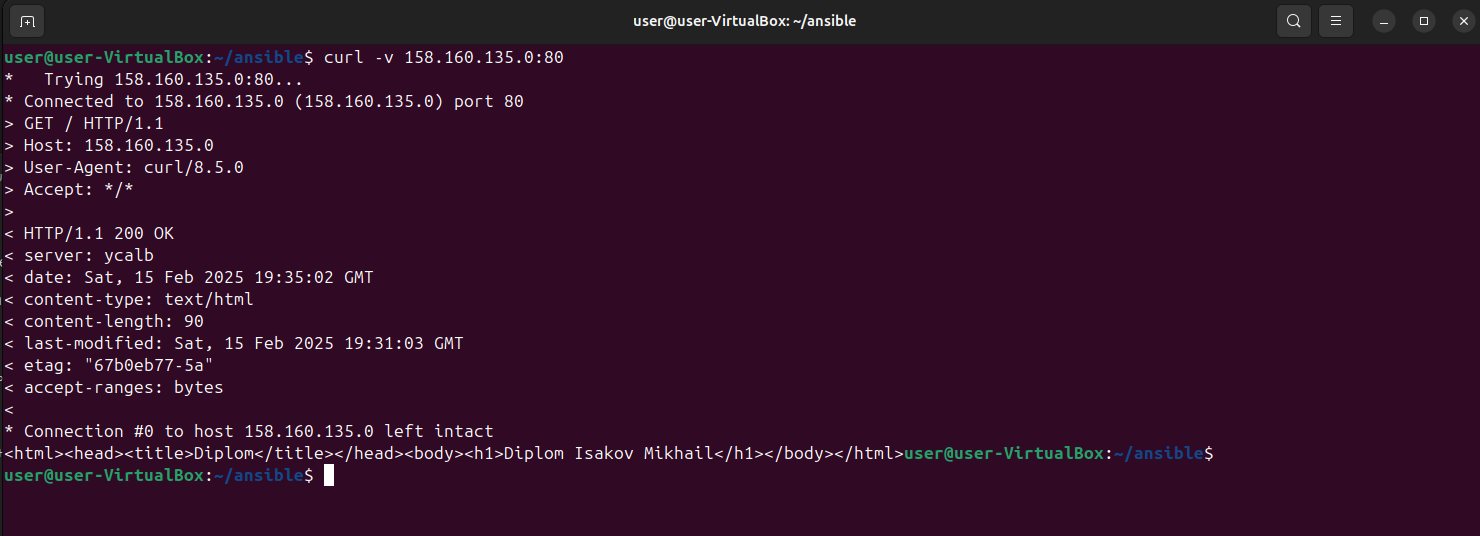 user@user-VirtualBox: ~/ansible
user@user-VirtualBox:~/ansible$ curl -v 158.160.135.0:80
*   Trying 158.160.135.0:80...
* Connected to 158.160.135.0 (158.160.135.0) port 80
> GET / HTTP/1.1
> Host: 158.160.135.0
> User-Agent: curl/8.5.0
> Accept: */*
>
< HTTP/1.1 200 OK
< server: ycalb
< date: Sat, 15 Feb 2025 19:35:02 GMT
< content-type: text/html
< content-length: 90
< last-modified: Sat, 15 Feb 2025 19:31:03 GMT
< etag: "67b0eb77-5a"
< accept-ranges: bytes
<
* Connection #0 to host 158.160.135.0 left intact
<html><head><title>Diplom</title></head><body><h1>Diplom Isakov Mikhail</h1></body></html>user@user-VirtualBox:~/ansible$
user@user-VirtualBox:~/ansible$